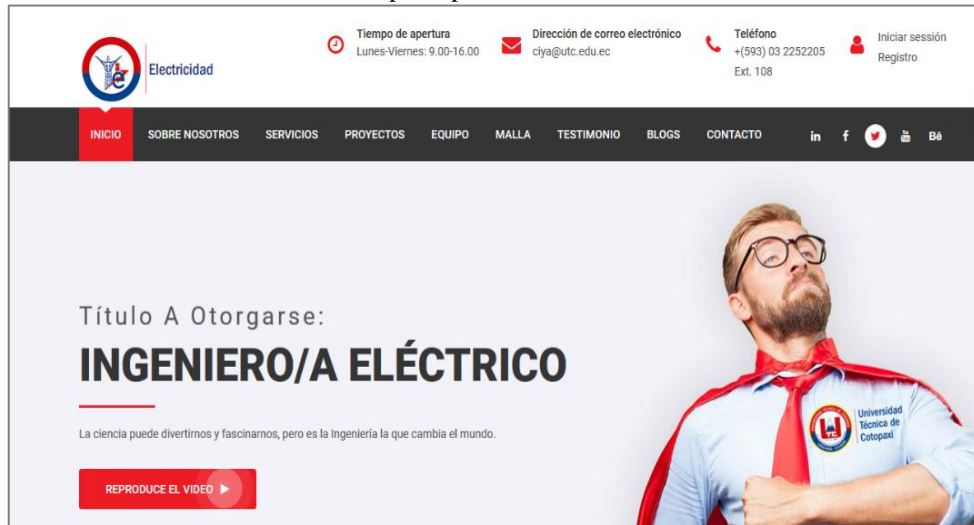 Electricidad
Tiempo de apertura
Lunes-Viernes: 9.00-16.00
Dirección de correo electrónico
ciya@utc.edu.ec
Teléfono
+(593) 03 2252205
Ext. 108
Iniciar sessión
Registro
INICIO SOBRE NOSOTROS SERVICIOS PROYECTOS EQUIPO MALLA TESTIMONIO BLOGS CONTACTO in f Bé
Título A Otorgarse:
INGENIERO/A ELÉCTRICO
La ciencia puede divertirnos y fascinarnos, pero es la Ingeniería la que cambia el mundo.
REPRODUCE EL VIDEO
Universidad
Técnica de
Cotopaxi